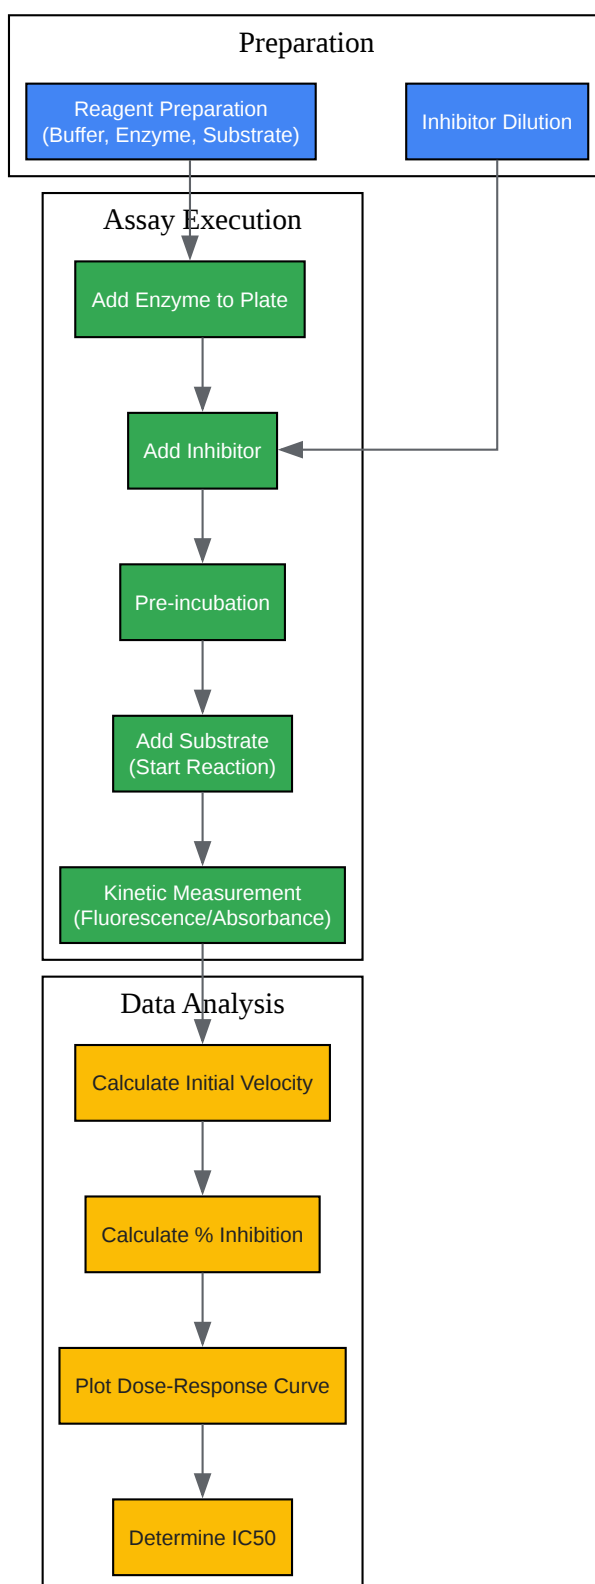 Preparation
Reagent Preparation
(Buffer, Enzyme, Substrate)
Inhibitor Dilution
Assay Execution
Add Enzyme to Plate
Add Inhibitor
Pre-incubation
Add Substrate
(Start Reaction)
Kinetic Measurement
(Fluorescence/Absorbance)
Data Analysis
Calculate Initial Velocity
Calculate % Inhibition
Plot Dose-Response Curve
Determine IC50